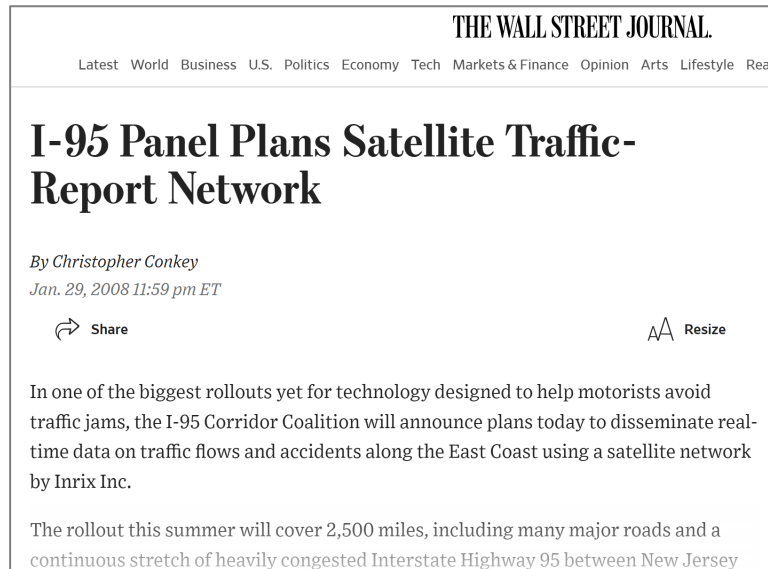 THE WALL STREET JOURNAL.
Latest World Business U.S. Politics Economy Tech Markets & Finance Opinion Arts Lifestyle Rea
I-95 Panel Plans Satellite Traffic-
Report Network
By Christopher Conkey
Jan. 29, 2008 11:59 pm ET
Share Resize
In one of the biggest rollouts yet for technology designed to help motorists avoid
traffic jams, the I-95 Corridor Coalition will announce plans today to disseminate real-
time data on traffic flows and accidents along the East Coast using a satellite network
by Inrix Inc.
The rollout this summer will cover 2,500 miles, including many major roads and a
continuous stretch of heavily congested Interstate Highway 95 between New Jersey